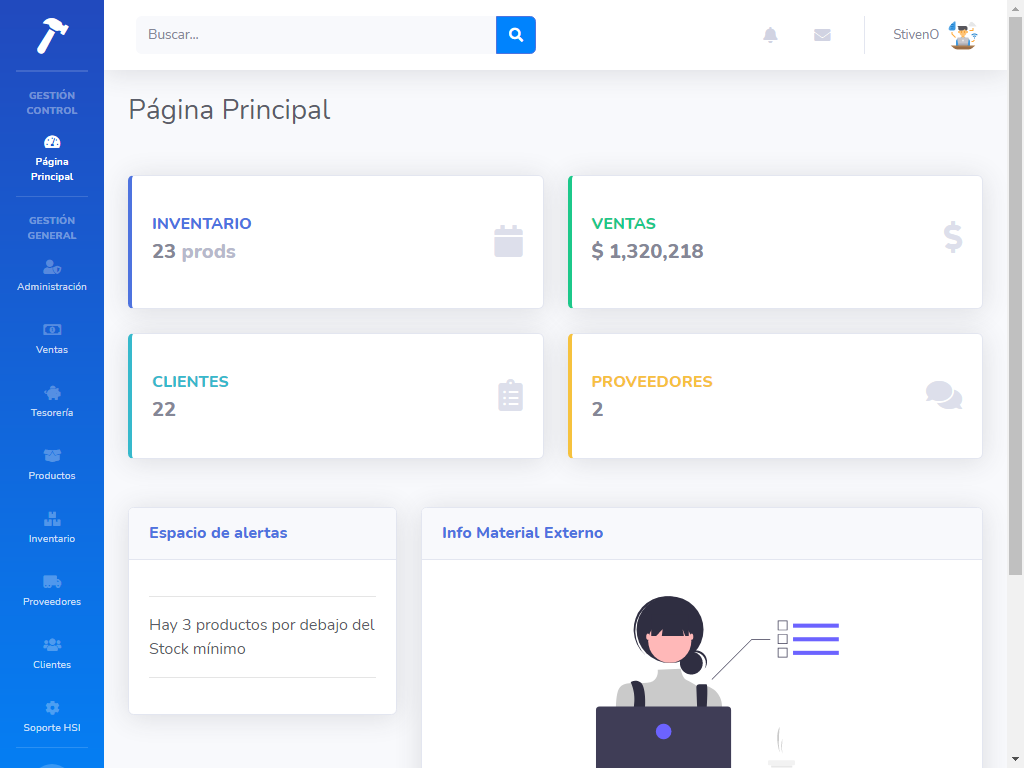 Buscar...
StivenO
GESTIÓN
CONTROL
Página
Principal
GESTIÓN
GENERAL
Administración
Ventas
Tesorería
Productos
Inventario
Proveedores
Clientes
Soporte HSI
Página Principal
INVENTARIO
23 prods
VENTAS
$ 1,320,218
CLIENTES
22
PROVEEDORES
2
Espacio de alertas
Hay 3 productos por debajo del
Stock mínimo
Info Material Externo